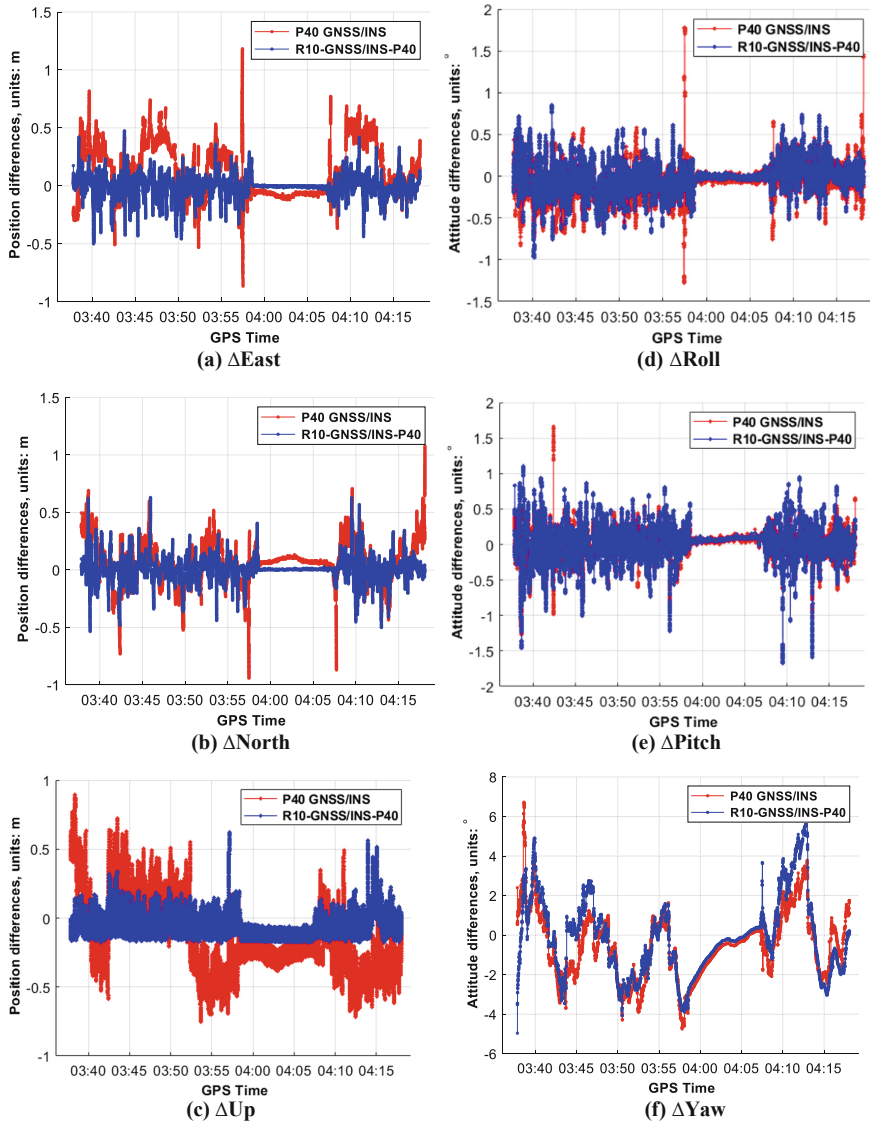 1.5
1
0.5
0
-0.5
-1
Position differences, units: m
P40 GNSS/INS
R10-GNSS/INS-P40
03:40 03:45 03:50 03:55 04:00 04:05 04:10 04:15
GPS Time
(a) ΔEast
2
1.5
1
0.5
0
-0.5
-1
-1.5
Attitude differences, units: °
P40 GNSS/INS
R10-GNSS/INS-P40
03:40 03:45 03:50 03:55 04:00 04:05 04:10 04:15
GPS Time
(d) ΔRoll
1.5
1
0.5
0
-0.5
-1
Position differences, units: m
P40 GNSS/INS
R10-GNSS/INS-P40
03:40 03:45 03:50 03:55 04:00 04:05 04:10 04:15
GPS Time
(b) ΔNorth
2
1.5
1
0.5
0
-0.5
-1
-1.5
-2
Attitude differences, units: °
P40 GNSS/INS
R10-GNSS/INS-P40
03:40 03:45 03:50 03:55 04:00 04:05 04:10 04:15
GPS Time
(e) ΔPitch
1
0.5
0
-0.5
-1
Position differences, units: m
P40 GNSS/INS
R10-GNSS/INS-P40
03:40 03:45 03:50 03:55 04:00 04:05 04:10 04:15
GPS Time
(c) ΔUp
8
6
4
2
0
-2
-4
-6
Attitude differences, units: °
P40 GNSS/INS
R10-GNSS/INS-P40
03:40 03:45 03:50 03:55 04:00 04:05 04:10 04:15
GPS Time
(f) ΔYaw